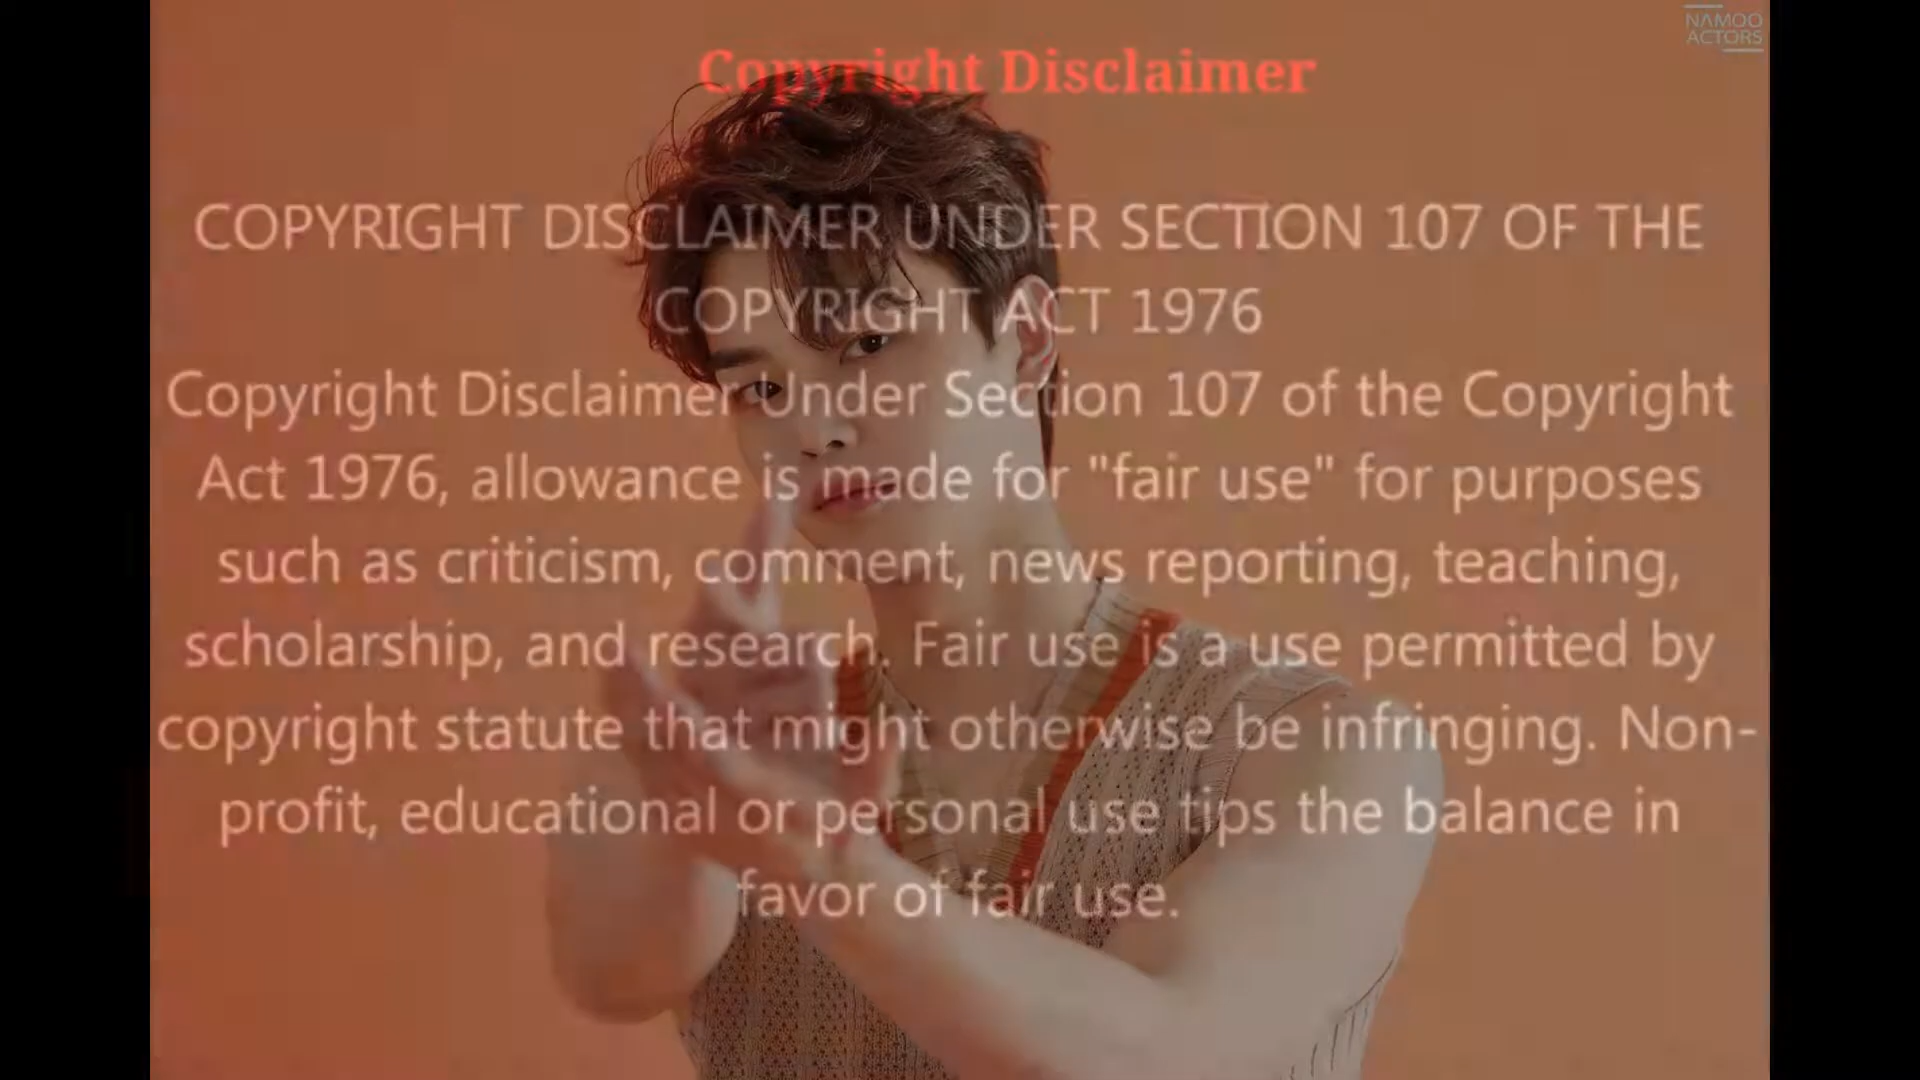 NAMOO
ACTORS
Copyright Disclaimer
COPYRIGHT DISCLAIMER UNDER SECTION 107 OF THE
COPYRIGHT ACT 1976
Copyright Disclaimer Under Section 107 of the Copyright
Act 1976, allowance is made for "fair use" for purposes
such as criticism, comment, news reporting, teaching,
scholarship, and research. Fair use is a use permitted by
copyright statute that might otherwise be infringing. Non-
profit, educational or personal use tips the balance in
favor of fair use.